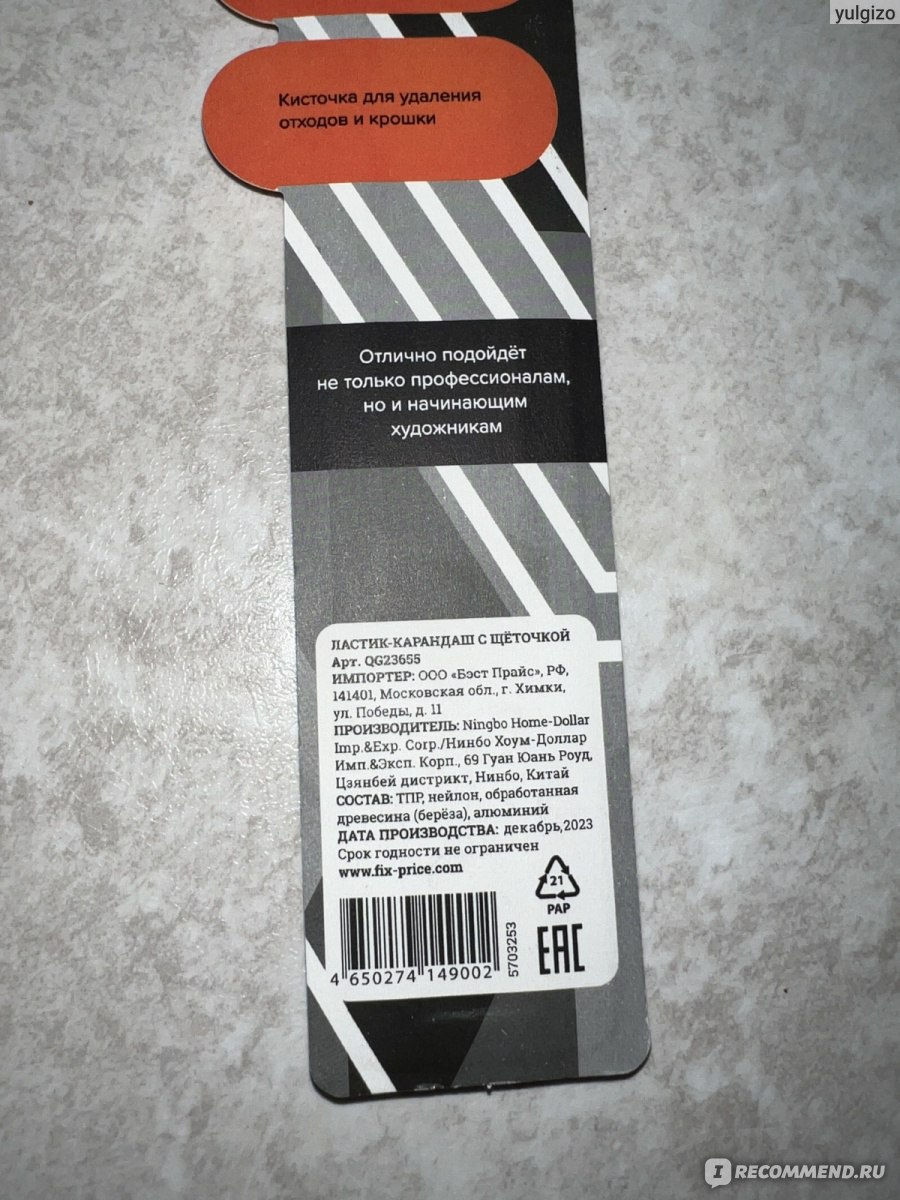 yulgizo
Кисточка для удаления
отходов и крошки
Отлично подойдёт
не только профессионалам,
но и начинающим
художникам
ЛАСТИК-КАРАНДАШ С ЩЁТОЧКОЙ
Арт. QG23655
ИМПОРТЕР: ООО «Бэст Прайс», РФ,
141401, Московская обл., г. Химки,
ул. Победы, д. 11
ПРОИЗВОДИТЕЛЬ: Ningbo Home-Dollar
Imp.&Exp. Corp./Нинбо Хоум-Доллар
Имп.&Эксп. Корп., 69 Гуан Юань Роуд,
Цзянбей дистрикт, Нинбо, Китай
СОСТАВ: ТПР, нейлон, обработанная
древесина (берёза), алюминий
ДАТА ПРОИЗВОДСТВА: декабрь,2023
Срок годности не ограничен
www.fix-price.com
21
PAP
EAC
5703253
4 650274 149002
I RECOMMEND.RU